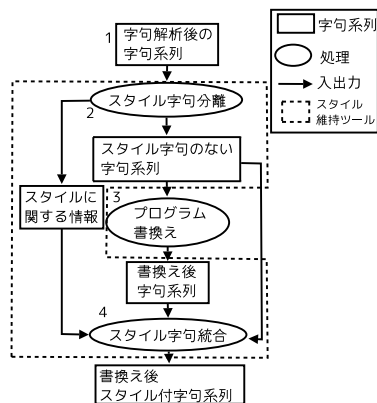 1
字句解析後の
字句系列
字句系列
処理
入出力
スタイル
維持ツール
スタイル字句分離
2
スタイル字句のない
字句系列
スタイルに
関する情報
3
プログラム
書換え
書換え後
字句系列
4
スタイル字句統合
書換え後
スタイル付字句系列